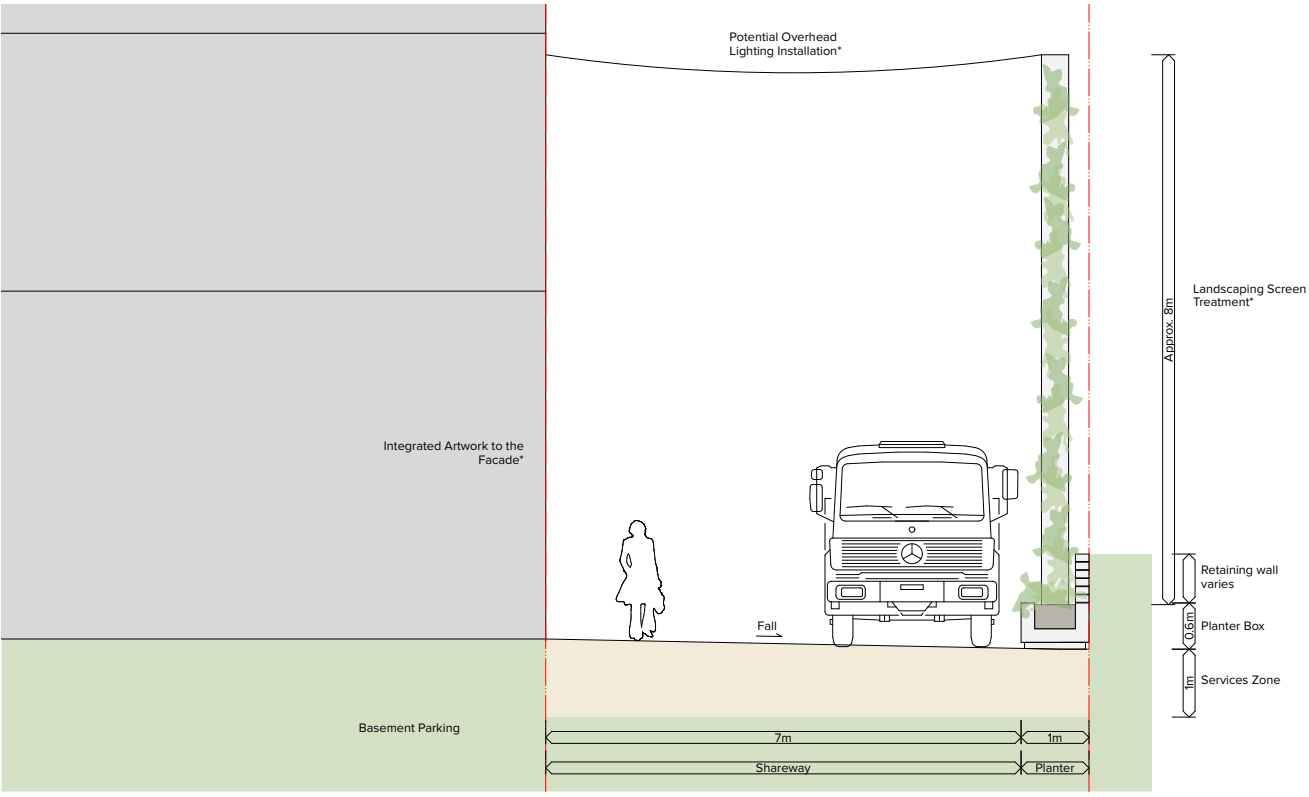 Potential Overhead
Lighting Installation*
Landscaping Screen
Treatment*
Approx. 8m
Integrated Artwork to the
Facade*
Retaining wall
varies
Fall
0.6m
Planter Box
1m
Services Zone
Basement Parking
7m
1m
Shareway
Planter